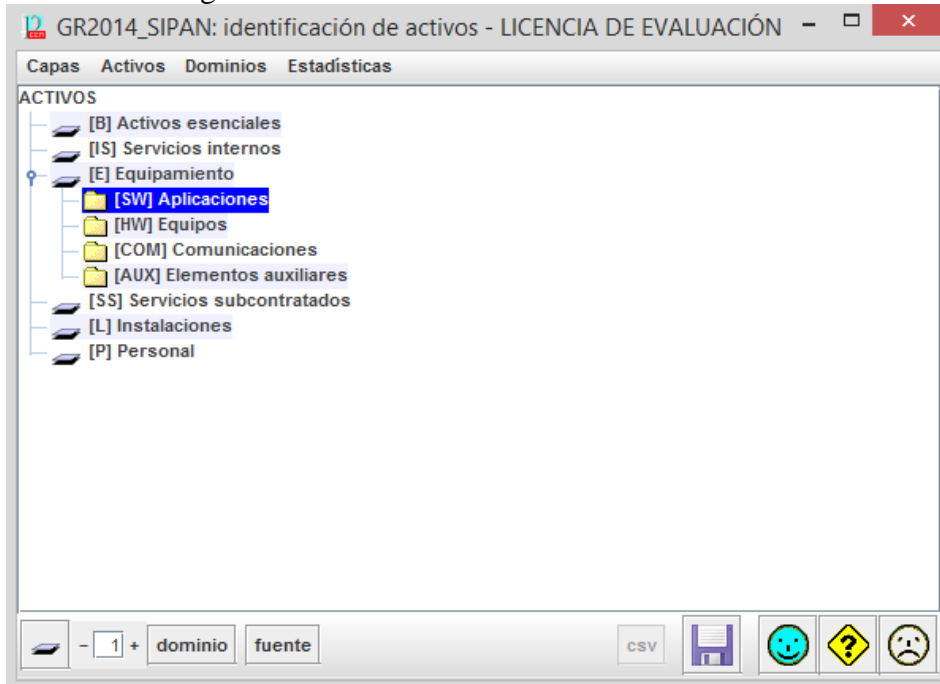 GR2014_SIPAN: identificación de activos - LICENCIA DE EVALUACIÓN
Capas Activos Dominios Estadísticas
ACTIVOS
[B] Activos esenciales
[IS] Servicios internos
[E] Equipamiento
[SW] Aplicaciones
[HW] Equipos
[COM] Comunicaciones
[AUX] Elementos auxiliares
[SS] Servicios subcontratados
[L] Instalaciones
[P] Personal
- 1 + dominio fuente csv ?